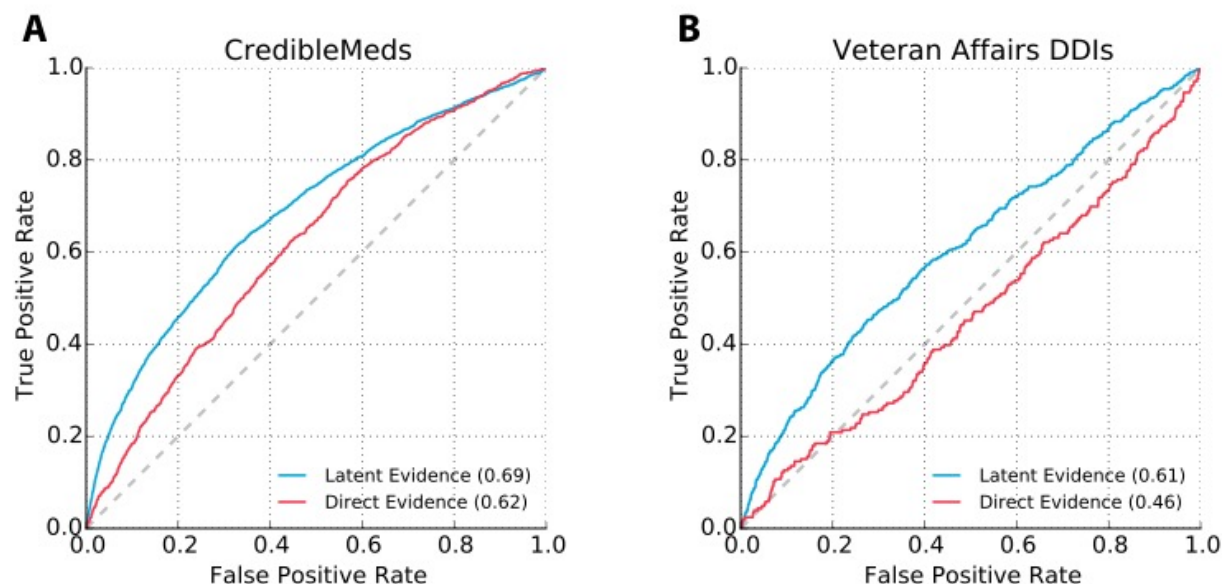 A
CredibleMeds
1.0
0.8
0.6
0.4
0.2
0.0
True Positive Rate
0.0 0.2 0.4 0.6 0.8 1.0
False Positive Rate
Latent Evidence (0.69)
Direct Evidence (0.62)
B
Veteran Affairs DDIs
1.0
0.8
0.6
0.4
0.2
0.0
True Positive Rate
0.0 0.2 0.4 0.6 0.8 1.0
False Positive Rate
Latent Evidence (0.61)
Direct Evidence (0.46)